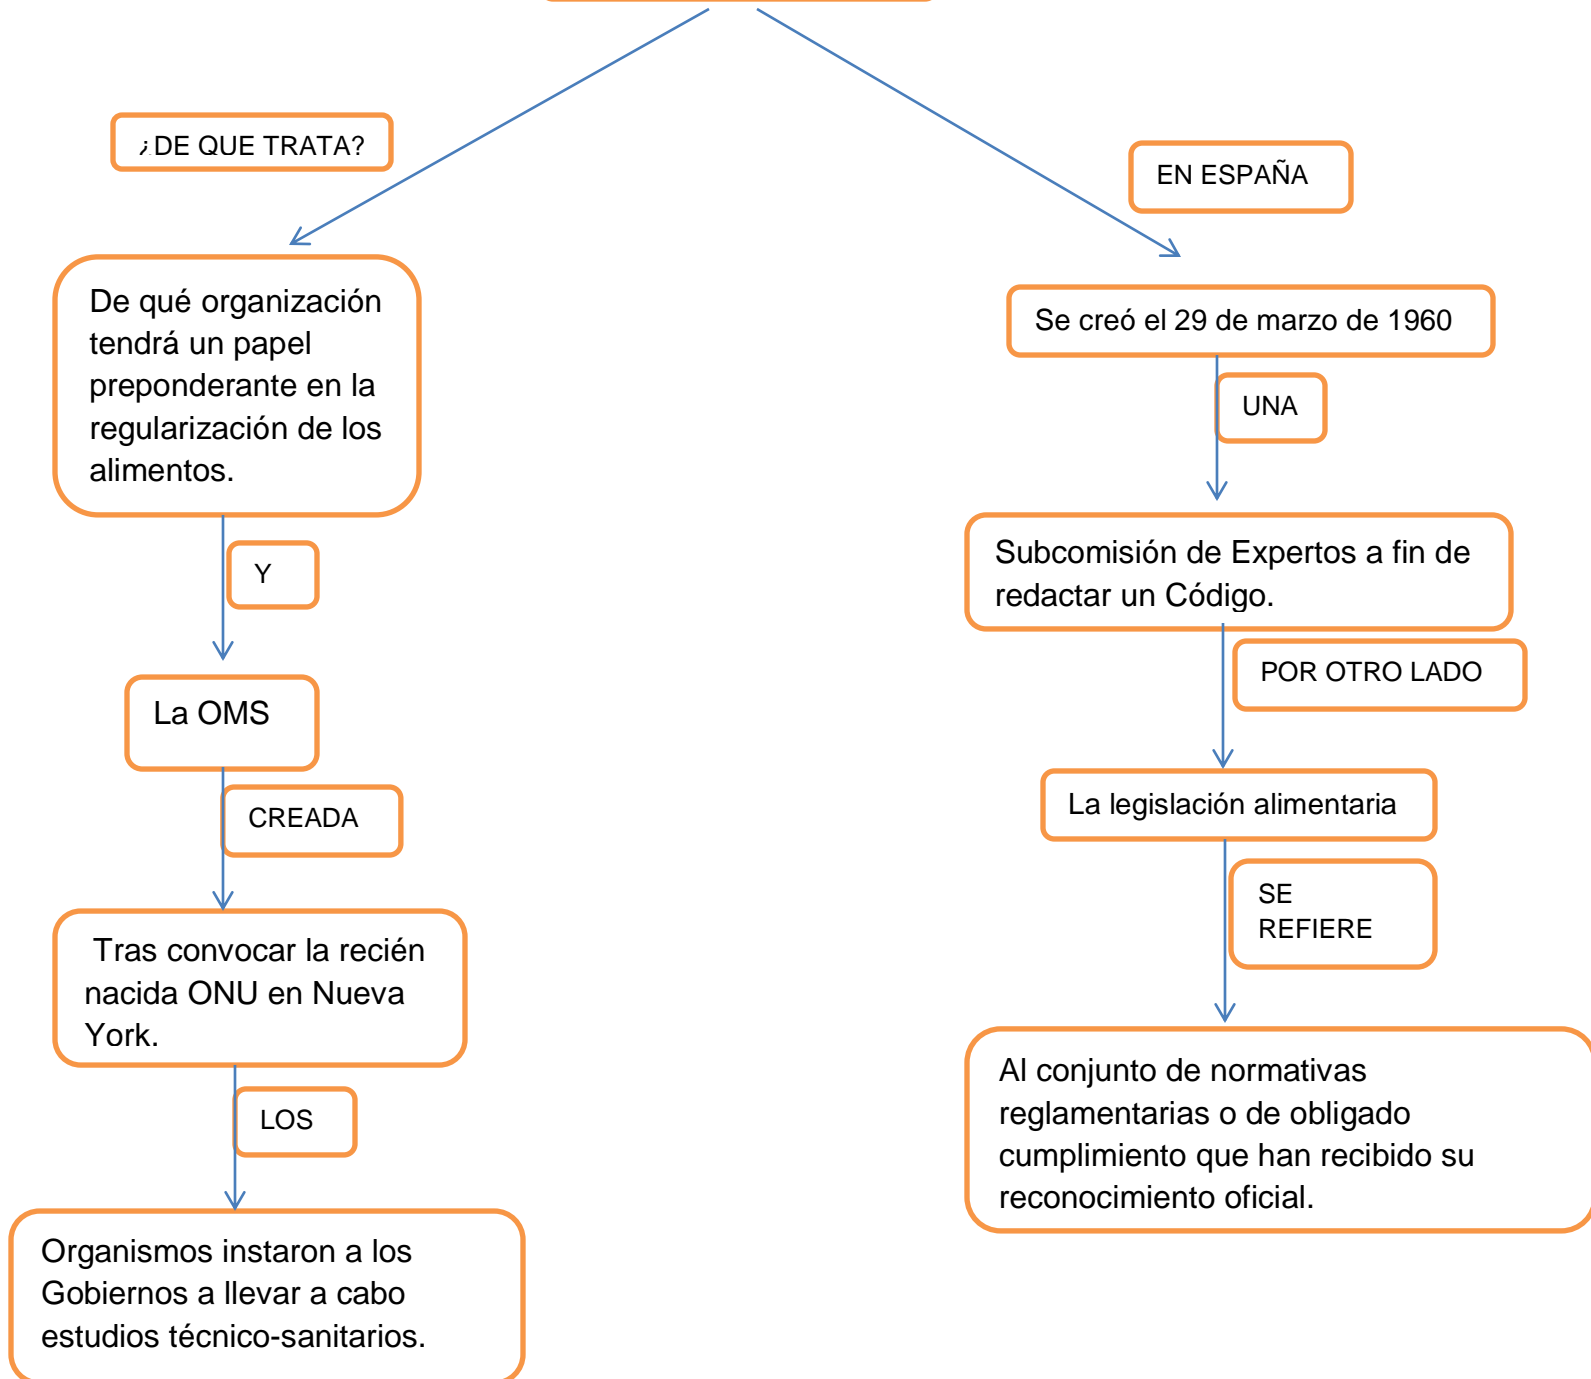 ¿DE QUE TRATA?
De qué organización
tendrá un papel
preponderante en la
regularización de los
alimentos.
Y
La OMS
CREADA
Tras convocar la recién
nacida ONU en Nueva
York.
LOS
Organismos instaron a los
Gobiernos a llevar a cabo
estudios técnico-sanitarios.
EN ESPAÑA
Se creó el 29 de marzo de 1960
UNA
Subcomisión de Expertos a fin de
redactar un Código.
POR OTRO LADO
La legislación alimentaria
SE
REFIERE
Al conjunto de normativas
reglamentarias o de obligado
cumplimiento que han recibido su
reconocimiento oficial.